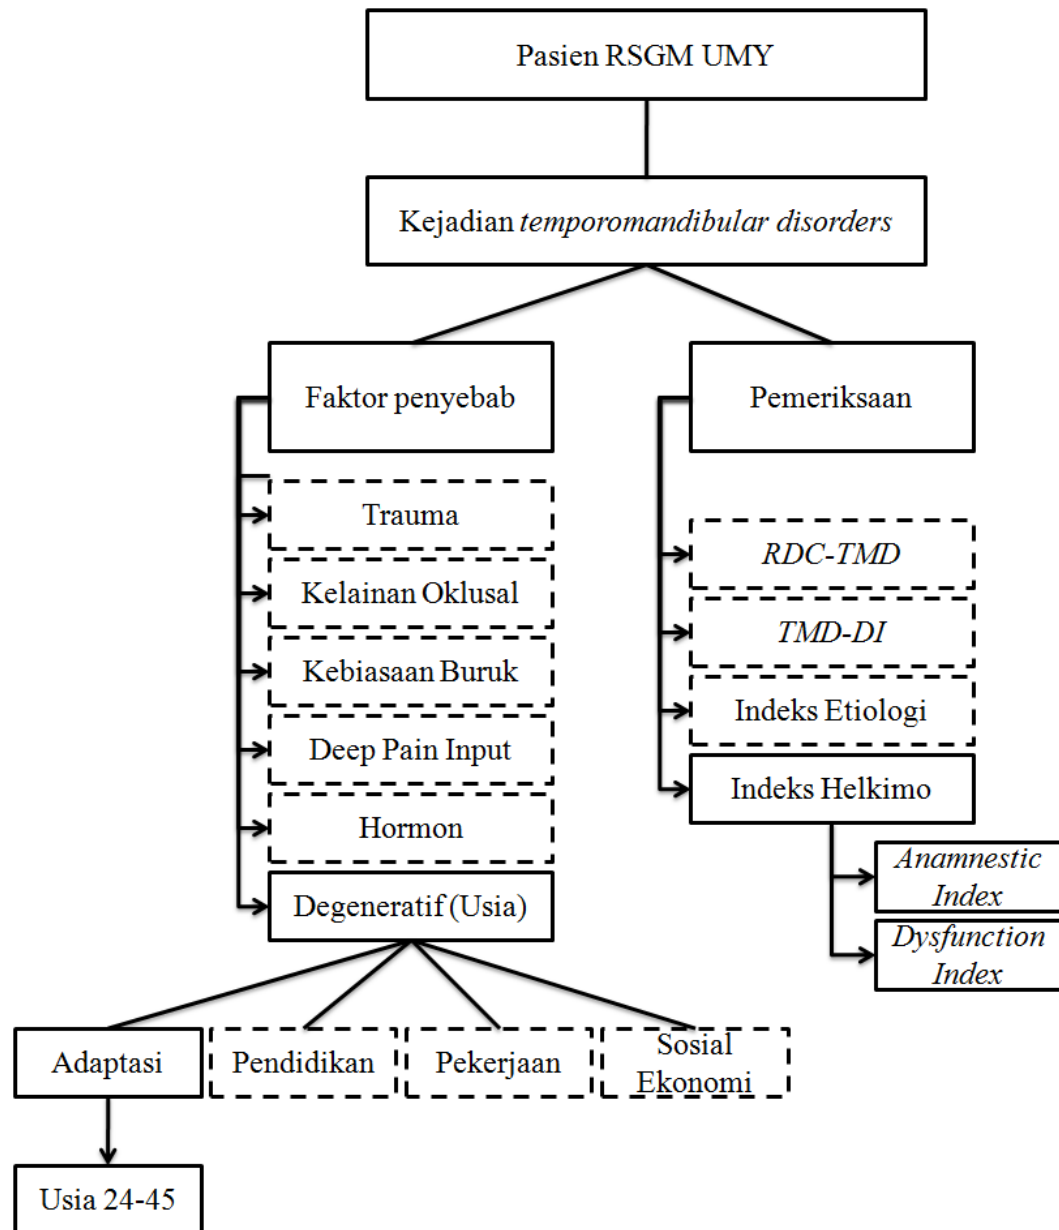 Pasien RSGM UMY
Kejadian temporomandibular disorders
Faktor penyebab
Trauma
Kelainan Oklusal
Kebiasaan Buruk
Deep Pain Input
Hormon
Degeneratif (Usia)
Adaptasi
Pendidikan
Pekerjaan
Sosial
Ekonomi
Usia 24-45
Pemeriksaan
RDC-TMD
TMD-DI
Indeks Etiologi
Indeks Helkimo
Anamnestic
Index
Dysfunction
Index